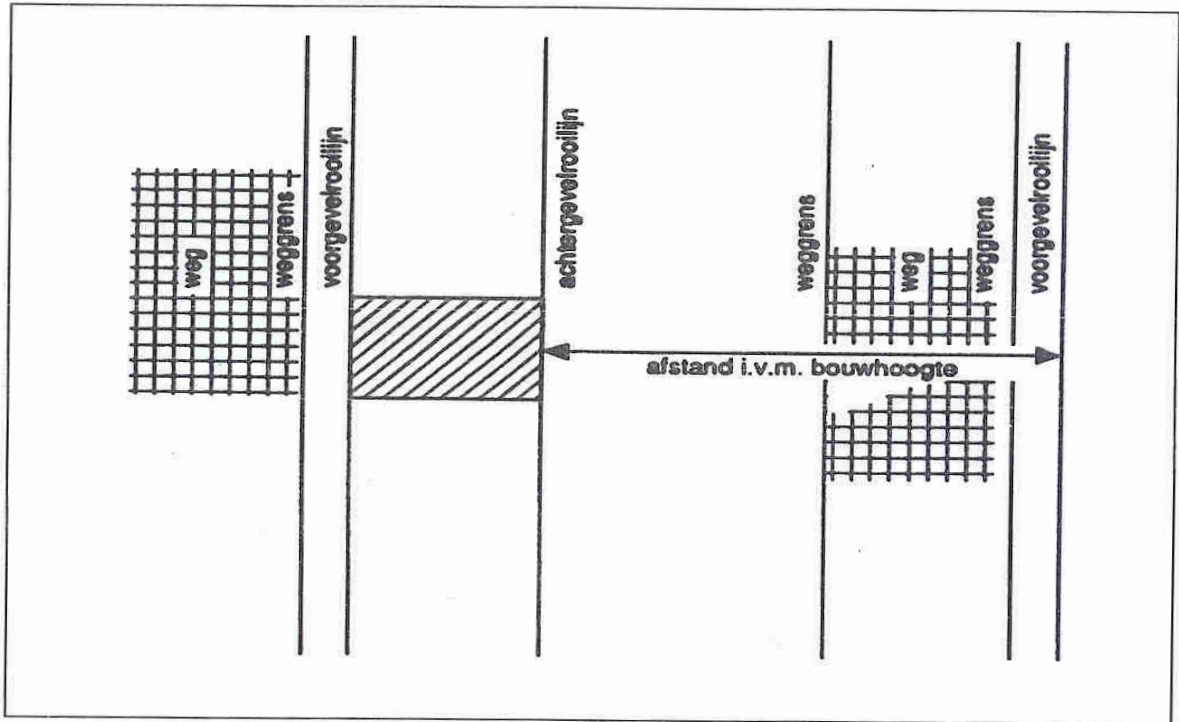 weg
weggrens
voorgevelrooilijn
achtergevelrooilijn
weggrens
weg
weggrens
voorgevelrooilijn
afstand i.v.m. bouwhoogte